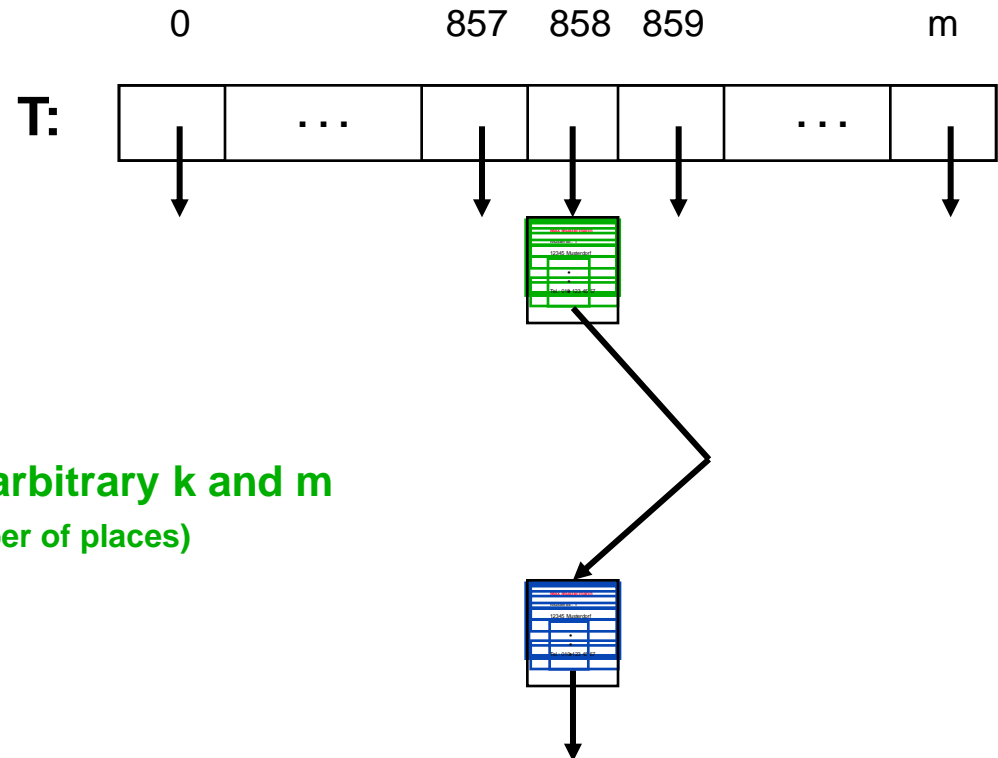 0 857 858 859 m
T: . . . . . .
12345 Musterdorf
arbitrary k and m
er of places)
12345 Musterdorf